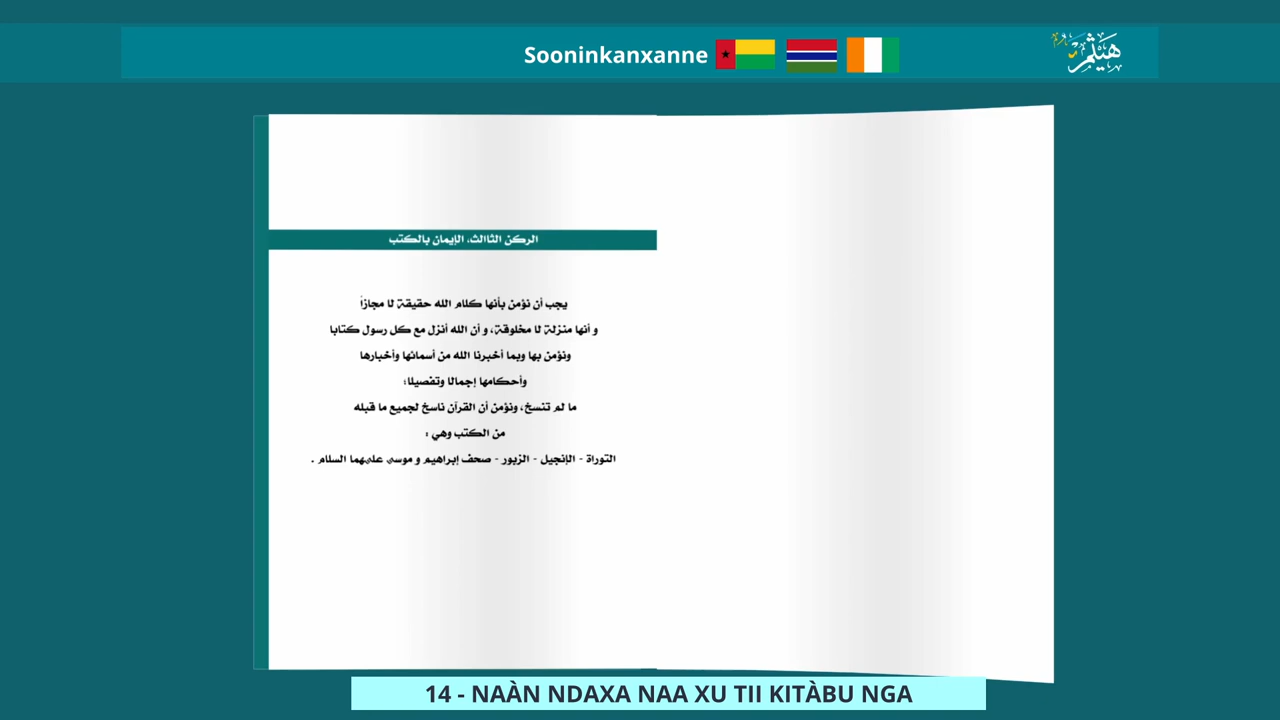 Sooninkanxanne
هيثم
الركن الثاالث، الإيمان بالكتب
يجب أن نؤمن بأنها كلام الله حقيقة لا مجازاً
و أنها منزلة لا مخلوقة، و أن الله أنزل مع كل رسول كتابا
ونؤمن بها وبما أخبرنا الله من أسمائها وأخبارها
وأحكامها إجمالا وتفصيلا؛
ما لم تنسخ، ونؤمن أن القرآن ناسخ لجميع ما قبله
من الكتب وهي :
التوراة - الإنجيل - الزبور - صحف إبراهيم و موسى عليهما السلام .
14 - NAÀN NDAXA NAA XU TII KITÀBU NGA